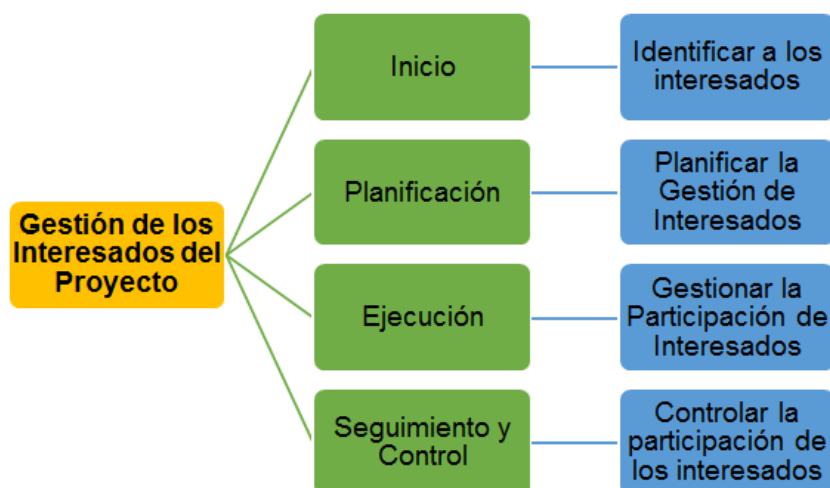 Inicio
Identificar a los
interesados
Planificación
Planificar la
Gestión de
Interesados
Gestión de los
Interesados del
Proyecto
Ejecución
Gestionar la
Participación de
Interesados
Seguimiento y
Control
Controlar la
participación de
los interesados